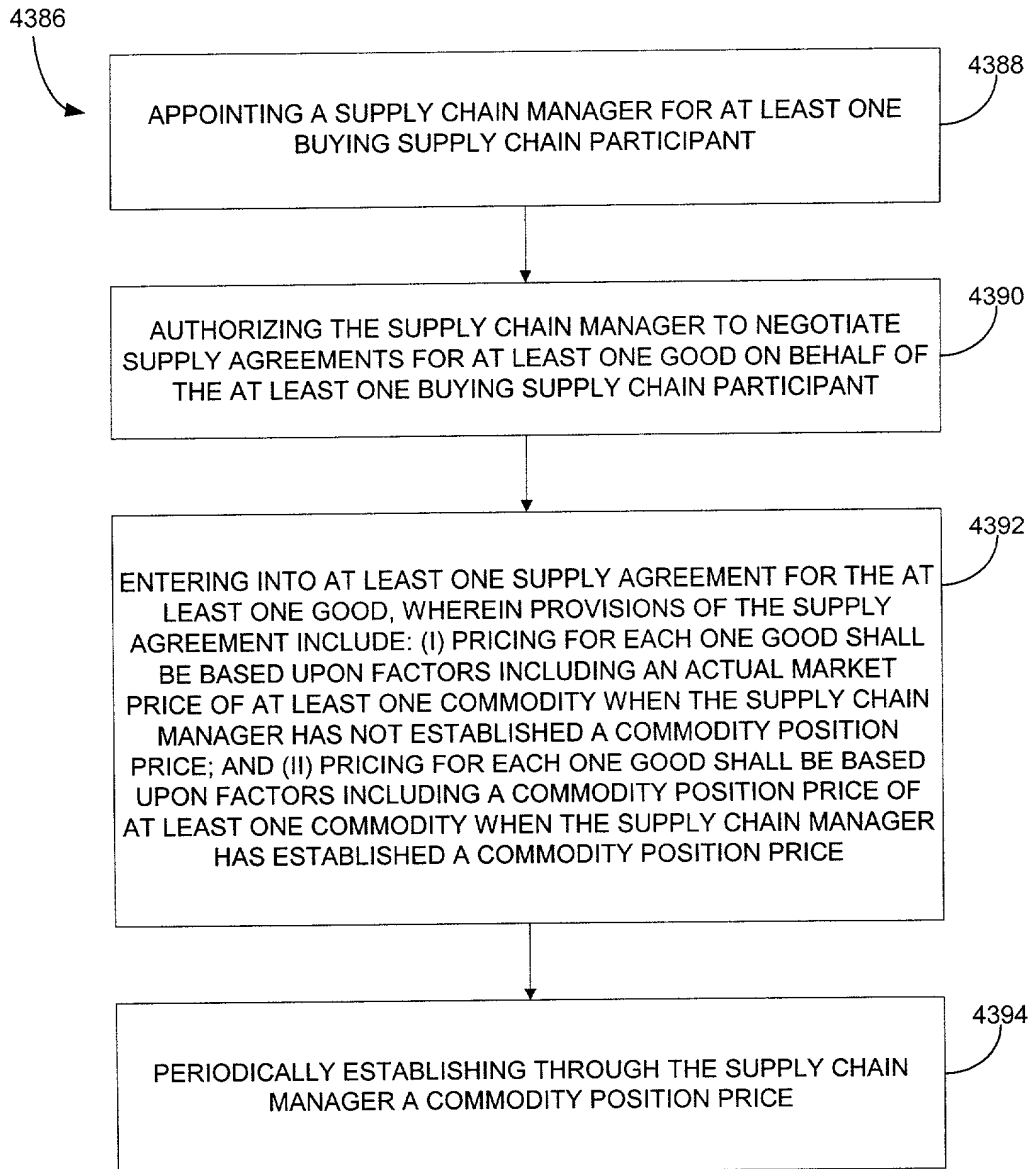 4386
4388
APPOINTING A SUPPLY CHAIN MANAGER FOR AT LEAST ONE
BUYING SUPPLY CHAIN PARTICIPANT
4390
AUTHORIZING THE SUPPLY CHAIN MANAGER TO NEGOTIATE
SUPPLY AGREEMENTS FOR AT LEAST ONE GOOD ON BEHALF OF
THE AT LEAST ONE BUYING SUPPLY CHAIN PARTICIPANT
4392
ENTERING INTO AT LEAST ONE SUPPLY AGREEMENT FOR THE AT
LEAST ONE GOOD, WHEREIN PROVISIONS OF THE SUPPLY
AGREEMENT INCLUDE: (I) PRICING FOR EACH ONE GOOD SHALL
BE BASED UPON FACTORS INCLUDING AN ACTUAL MARKET
PRICE OF AT LEAST ONE COMMODITY WHEN THE SUPPLY CHAIN
MANAGER HAS NOT ESTABLISHED A COMMODITY POSITION
PRICE; AND (II) PRICING FOR EACH ONE GOOD SHALL BE BASED
UPON FACTORS INCLUDING A COMMODITY POSITION PRICE OF
AT LEAST ONE COMMODITY WHEN THE SUPPLY CHAIN MANAGER
HAS ESTABLISHED A COMMODITY POSITION PRICE
4394
PERIODICALLY ESTABLISHING THROUGH THE SUPPLY CHAIN
MANAGER A COMMODITY POSITION PRICE